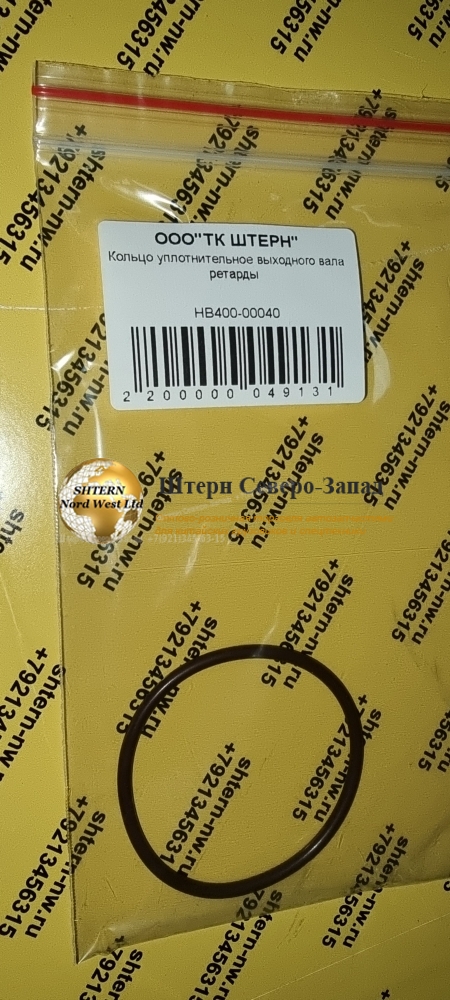 ООО"ТК ШТЕРН"
Кольцо уплотнительное выходного вала
ретарды
НВ400-00040
2 200000 049131
SHTERN
Nord West Ltd
Штерн Северо-Запад
+79213456315
shtern-nw.ru